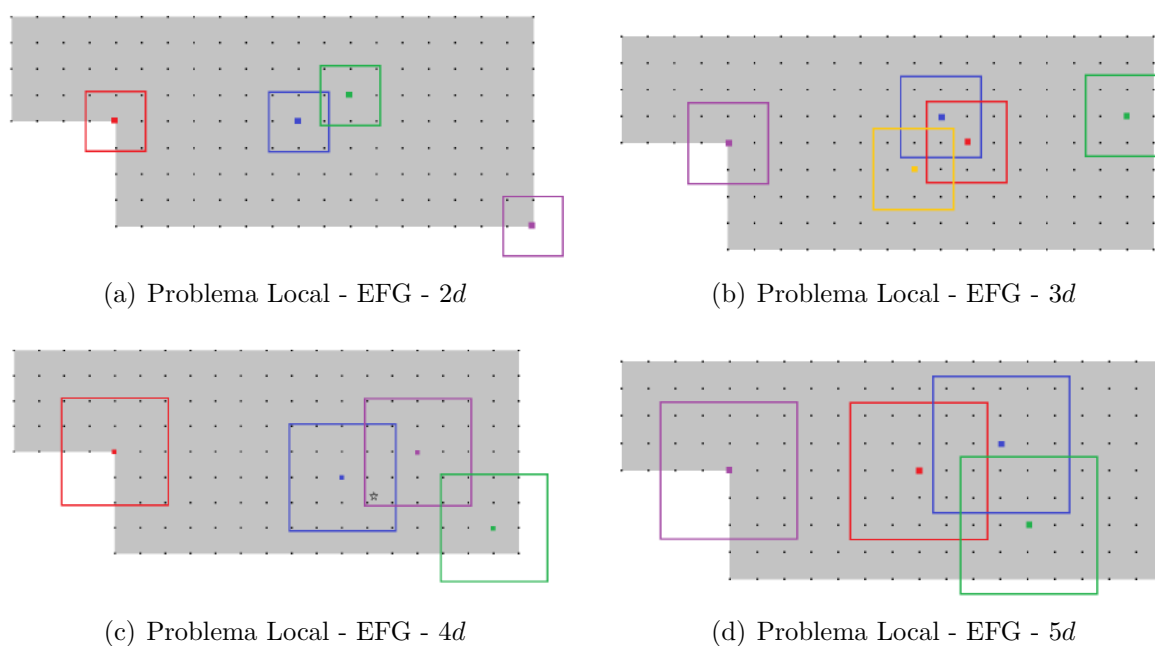 (a) Problema Local - EFG - 2d
(b) Problema Local - EFG - 3d
(c) Problema Local - EFG - 4d
(d) Problema Local - EFG - 5d